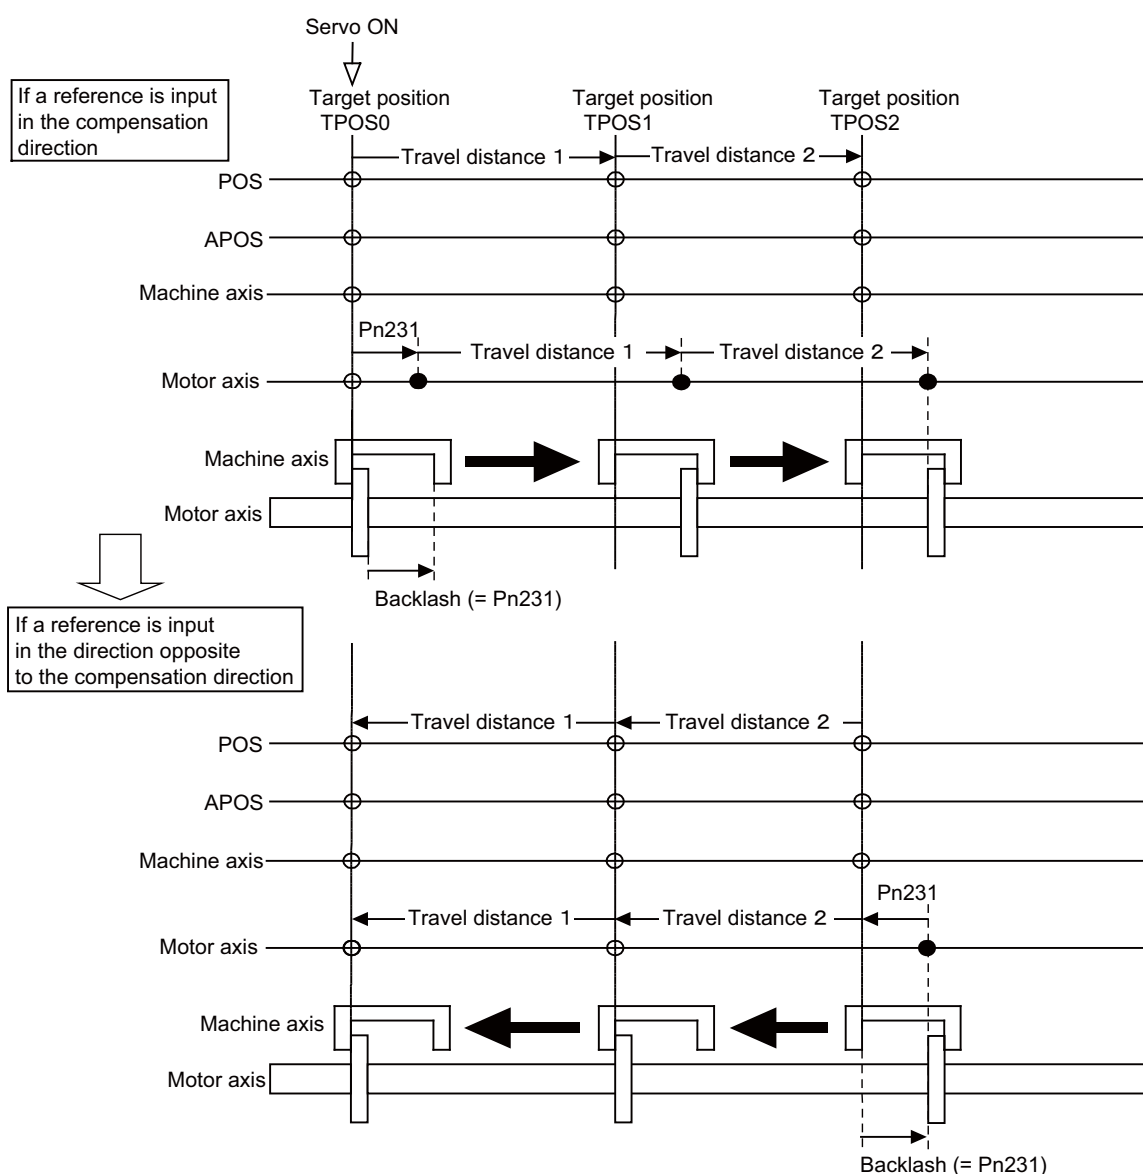 Servo ON
If a reference is input
in the compensation
direction
Target position
TPOS0
Target position
TPOS1
Target position
TPOS2
Travel distance 1
Travel distance 2
POS
APOS
Machine axis
Pn231
Travel distance 1
Travel distance 2
Motor axis
Machine axis
Motor axis
Backlash (= Pn231)
If a reference is input
in the direction opposite
to the compensation direction
Travel distance 1
Travel distance 2
POS
APOS
Machine axis
Pn231
Travel distance 1
Travel distance 2
Motor axis
Machine axis
Motor axis
Backlash (= Pn231)